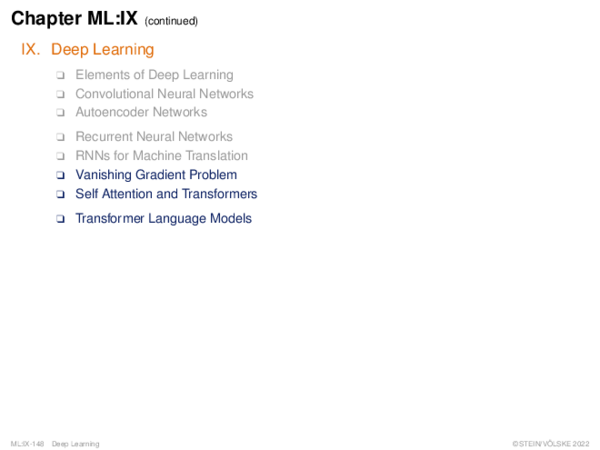 Chapter ML:IX (continued)
IX. Deep Learning
❑ Elements of Deep Learning
❑ Convolutional Neural Networks
❑ Autoencoder Networks
❑ Recurrent Neural Networks
❑ RNNs for Machine Translation
❑ Vanishing Gradient Problem
❑ Self Attention and Transformers
❑ Transformer Language Models
ML:IX-148 Deep Learning ©STEIN/VÖLSKE 2022